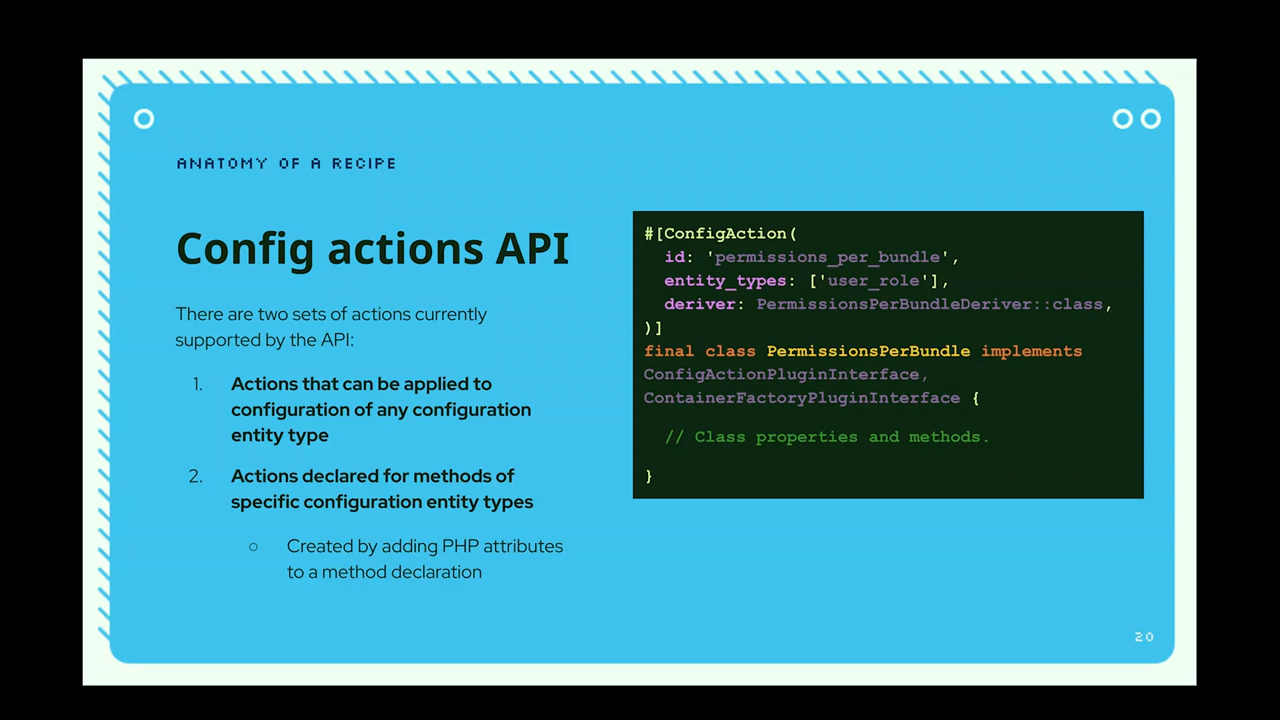 ANATOMY OF A RECIPE
Config actions API
There are two sets of actions currently
supported by the API:
1. Actions that can be applied to
configuration of any configuration
entity type
2. Actions declared for methods of
specific configuration entity types
○ Created by adding PHP attributes
to a method declaration
#[ConfigAction(
id: 'permissions_per_bundle',
entity_types: ['user_role'],
deriver: PermissionsPerBundleDeriver::class,
)]
final class PermissionsPerBundle implements
ConfigActionPluginInterface,
ContainerFactoryPluginInterface {
// Class properties and methods.
}
20